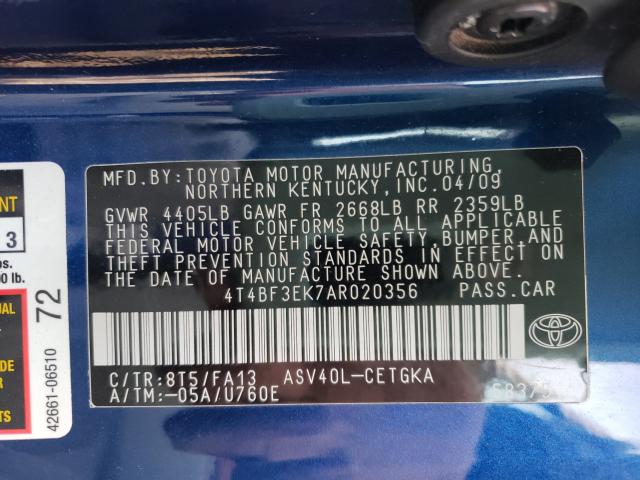 MFD.BY:TOYOTA MOTOR MANUFACTURING,
NORTHERN KENTUCKY, INC. 04/09
GVWR 4405LB GAWR FR 2668LB RR 2359LB
THIS VEHICLE CONFORMS TO ALL APPLICABLE
FEDERAL MOTOR VEHICLE SAFETY, BUMPER, AND
THEFT PREVENTION STANDARDS IN EFFECT ON
THE DATE OF MANUFACTURE SHOWN ABOVE.
4T4BF3EK7AR020356 PASS.CAR
C/TR:8T5/FA13 ASV40L-CETGKA
A/TM:-05A/U760E
TOYOTA
3
42661-06510 72